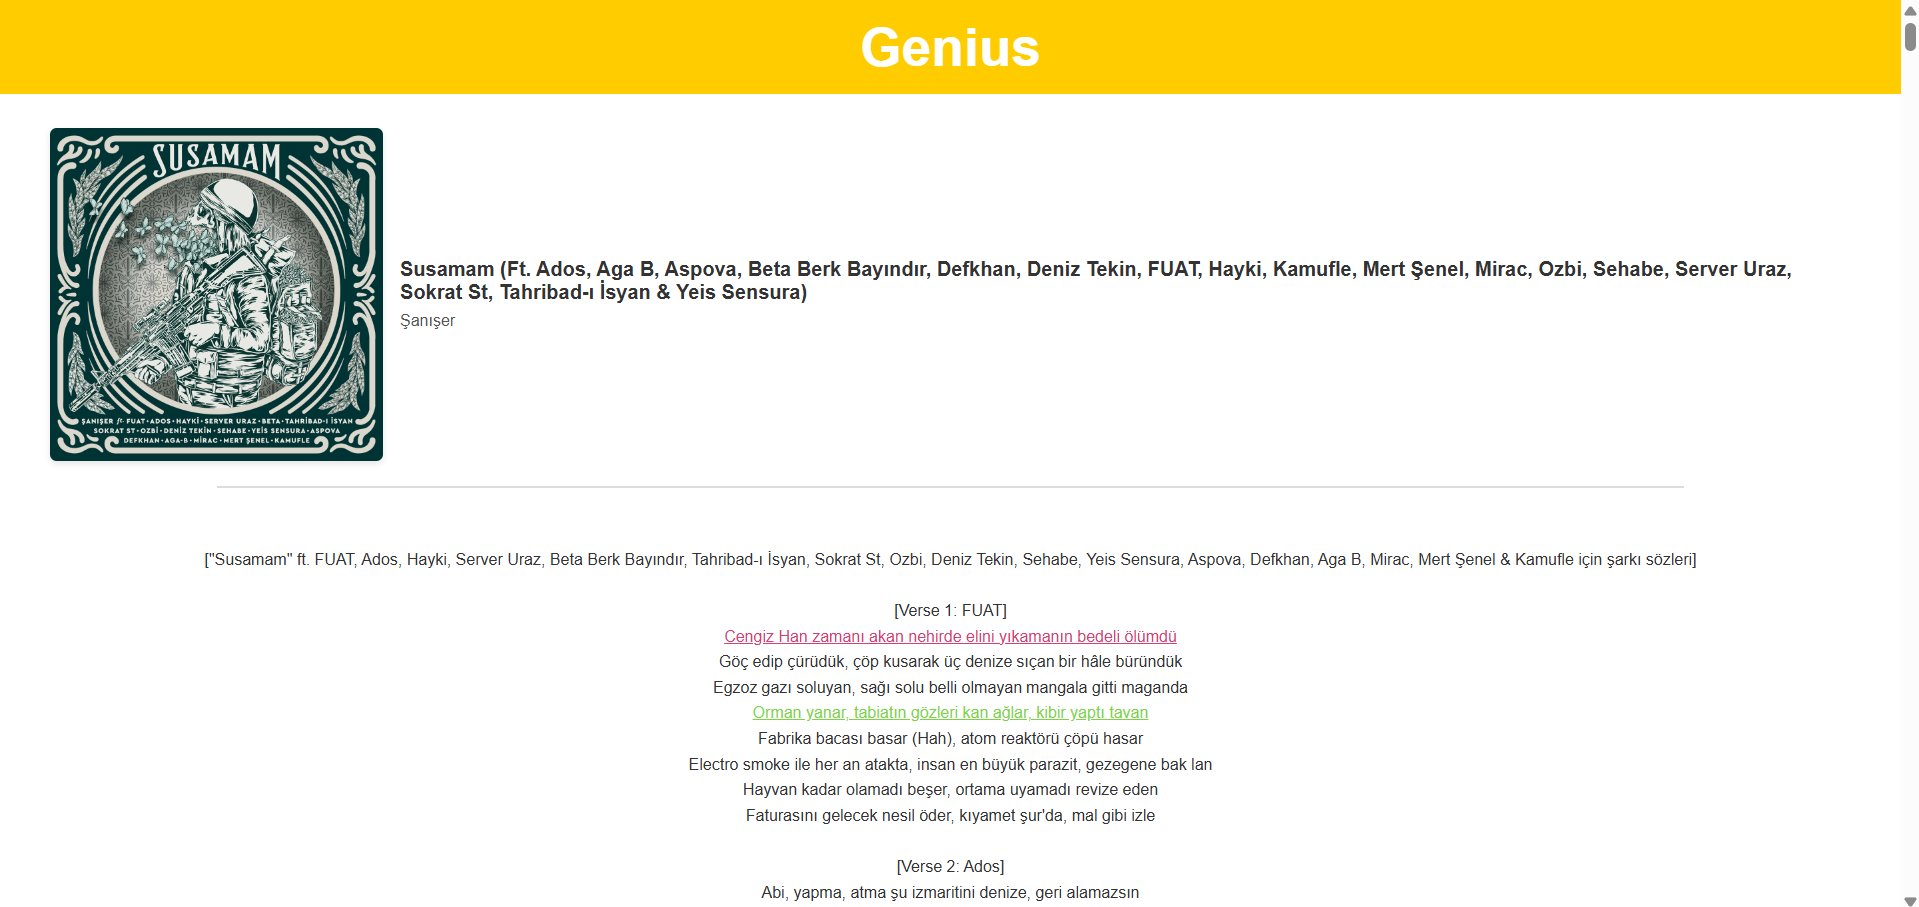 Genius
SUSAMAM
ŞANIŞER ft. FUAT • ADOS • HAYKİ • SERVER URAZ • BETA • TAHRİBAD-I İSYAN
SOKRAT ST • OZBİ • DENİZ TEKİN • SEHABE • YEİS SENSURA • ASPOVA
DEFKHAN • AGA-B • MİRAC • MERT ŞENEL • KAMUFLE
Susamam (Ft. Ados, Aga B, Aspova, Beta Berk Bayındır, Defkhan, Deniz Tekin, FUAT, Hayki, Kamufle, Mert Şenel, Mirac, Ozbi, Sehabe, Server Uraz,
Sokrat St, Tahribad-ı İsyan & Yeis Sensura)
Şanışer
["Susamam" ft. FUAT, Ados, Hayki, Server Uraz, Beta Berk Bayındır, Tahribad-ı İsyan, Sokrat St, Ozbi, Deniz Tekin, Sehabe, Yeis Sensura, Aspova, Defkhan, Aga B, Mirac, Mert Şenel & Kamufle için şarkı sözleri]
[Verse 1: FUAT]
Cengiz Han zamanı akan nehirde elini yıkamanın bedeli ölümdü
Göç edip çürüdük, çöp kusarak üç denize sıçan bir hâle büründük
Egzoz gazı soluyan, sağı solu belli olmayan mangala gitti maganda
Orman yanar, tabiatın gözleri kan ağlar, kibir yaptı tavan
Fabrika bacası basar (Hah), atom reaktörü çöpü hasar
Electro smoke ile her an atakta, insan en büyük parazit, gezegene bak lan
Hayvan kadar olamadı beşer, ortama uyamadı revize eden
Faturasını gelecek nesil öder, kıyamet şur'da, mal gibi izle
[Verse 2: Ados]
Abi, yapma, atma şu izmaritini denize, geri alamazsın